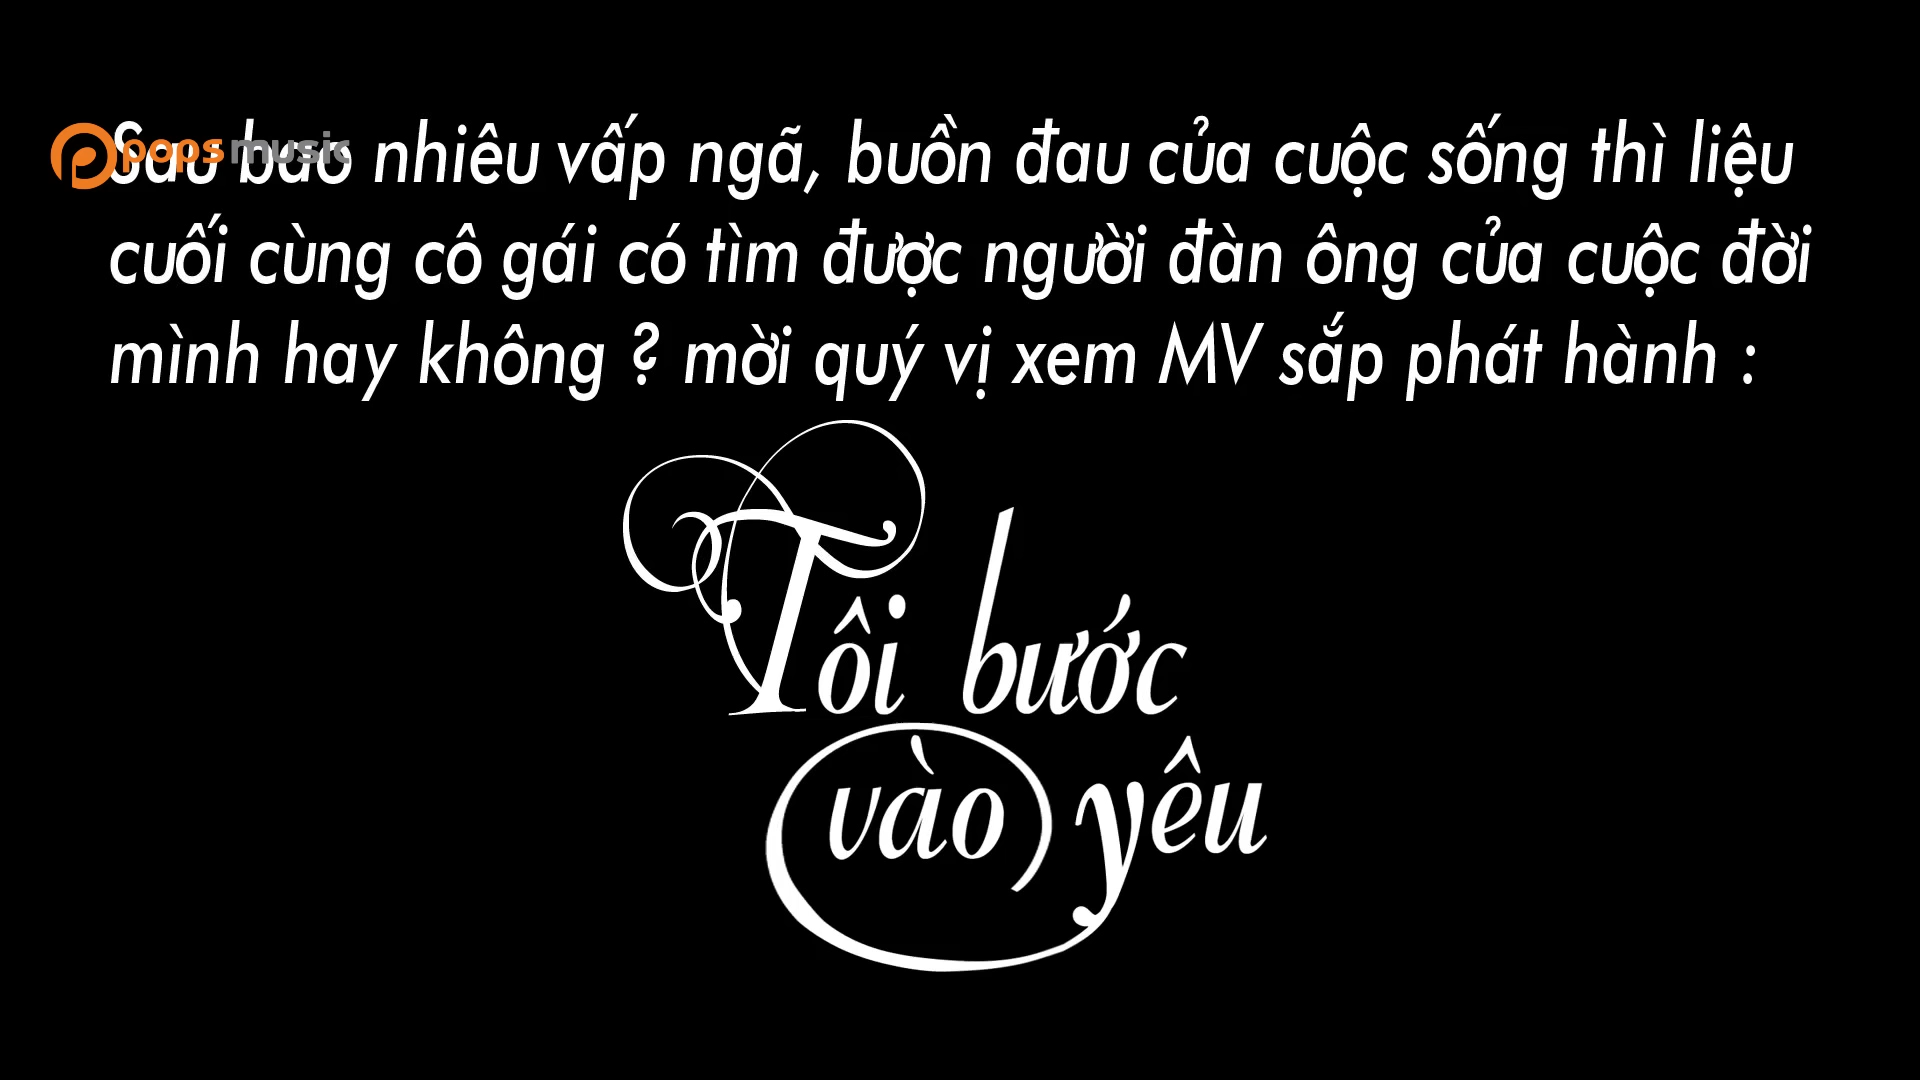 pops music
Sau bao nhiêu vấp ngã, buồn đau của cuộc sống thì liệu
cuối cùng cô gái có tìm được người đàn ông của cuộc đời
mình hay không ? mời quý vị xem MV sắp phát hành :
Tôi bước
vào yêu